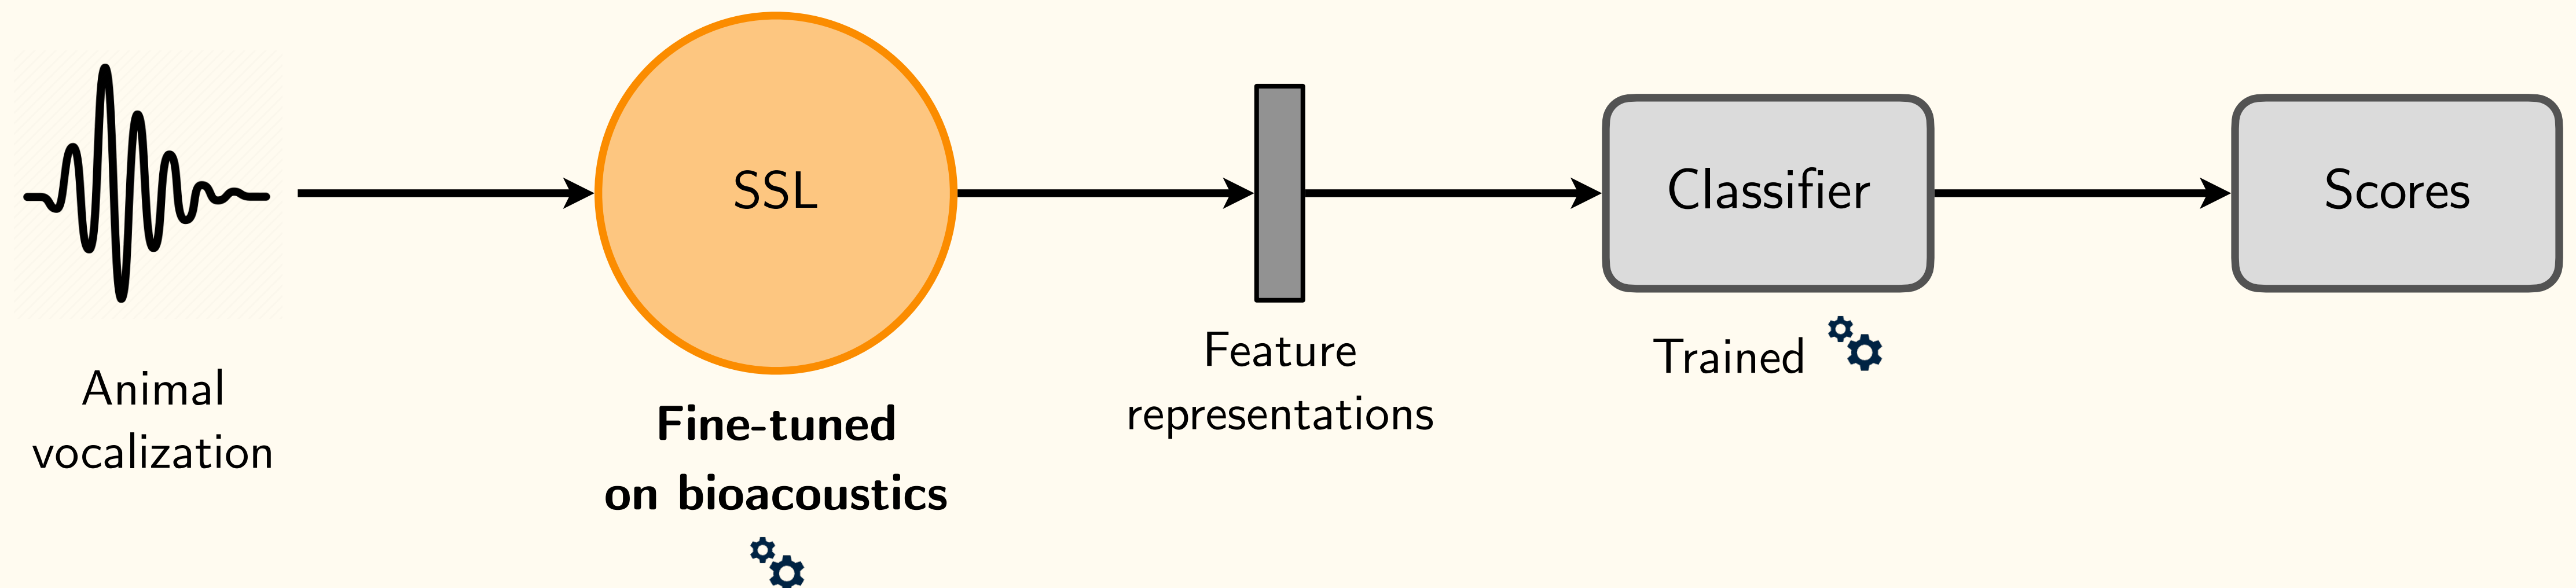 Animal
vocalization
SSL
Fine-tuned
on bioacoustics
Feature
representations
Classifier
Trained
Scores